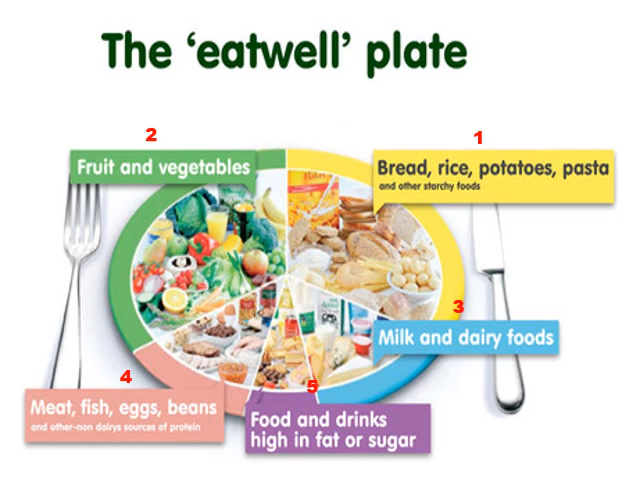 The ‘eatwell’ plate
2
1
Fruit and vegetables
Bread, rice, potatoes, pasta
and other starchy foods
3
Milk and dairy foods
4
Meat, fish, eggs, beans
and other-non dairys sources of protein
5
Food and drinks
high in fat or sugar